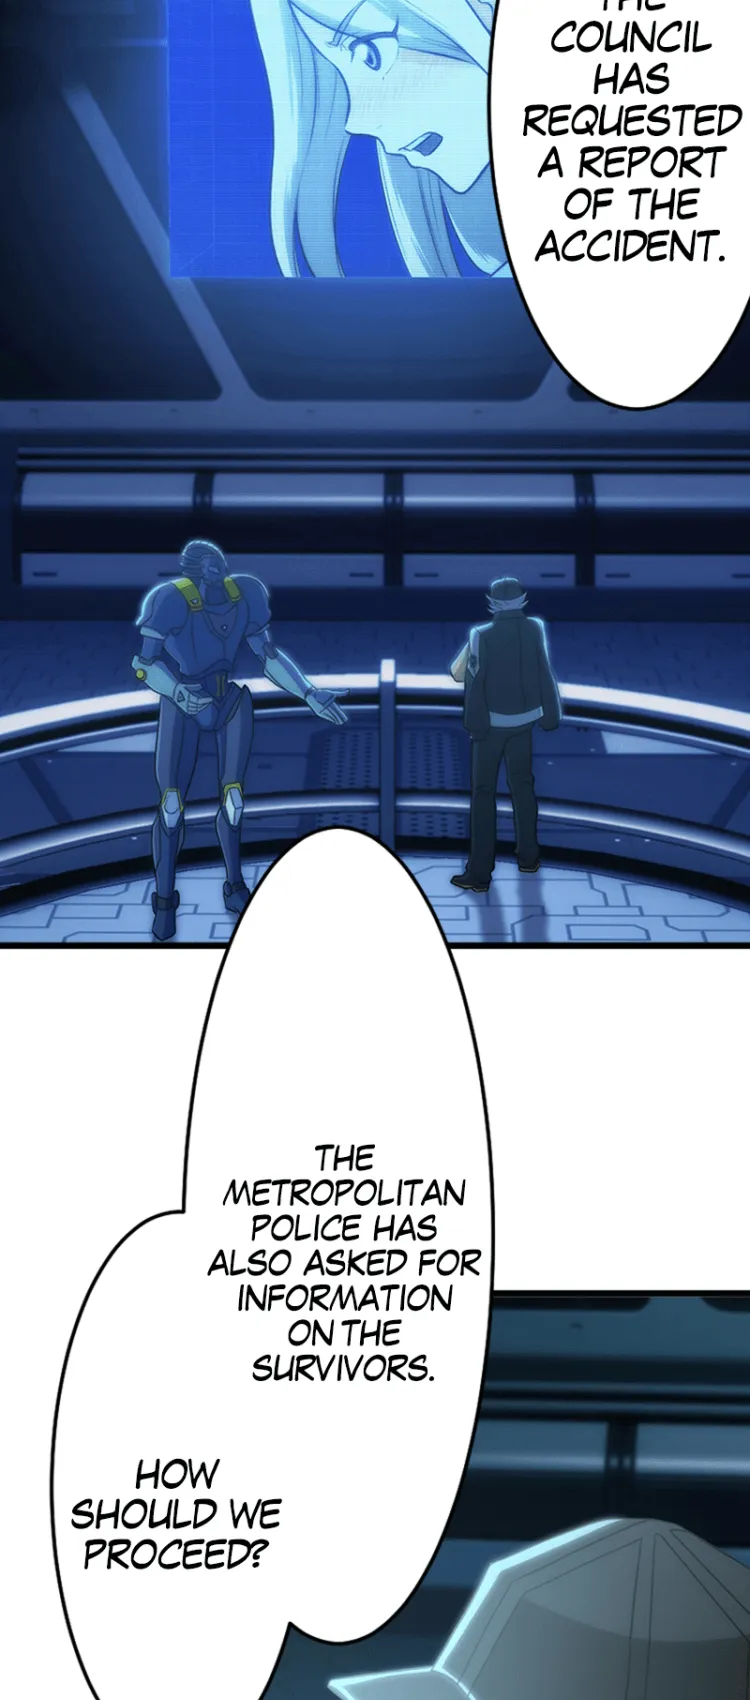 THE
COUNCIL
HAS
REQUESTED
A REPORT
OF THE
ACCIDENT.
THE
METROPOLITAN
POLICE HAS
ALSO ASKED FOR
INFORMATION
ON THE
SURVIVORS.
HOW
SHOULD WE
PROCEED?